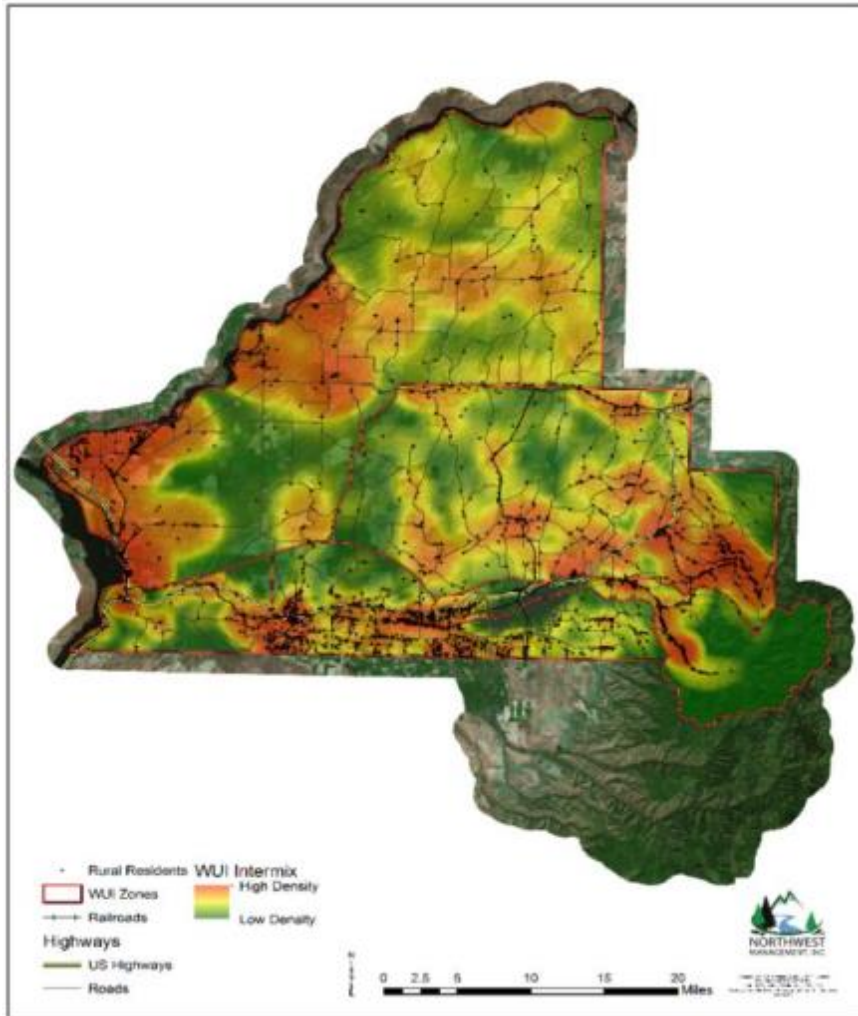 Rural Residents
WUI Zones
Railroads
Highways
US Highways
Roads
WUI Intermix
High Density
Low Density
0 2.5 5 10 15 20
Miles
NORTHWEST
MANAGEMENT, INC.